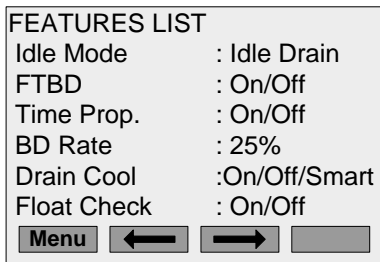 FEATURES LIST
Idle Mode : Idle Drain
FTBD : On/Off
Time Prop. : On/Off
BD Rate : 25%
Drain Cool :On/Off/Smart
Float Check : On/Off
Menu